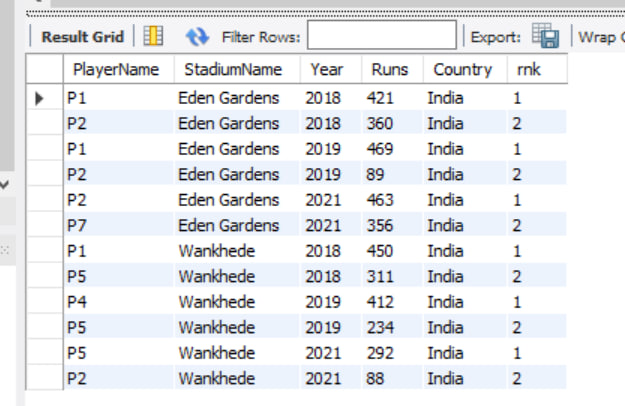 Result Grid Filter Rows: Export: Wrap
PlayerName StadiumName Year Runs Country rnk
P1 Eden Gardens 2018 421 India 1
P2 Eden Gardens 2018 360 India 2
P1 Eden Gardens 2019 469 India 1
P2 Eden Gardens 2019 89 India 2
P2 Eden Gardens 2021 463 India 1
P7 Eden Gardens 2021 356 India 2
P1 Wankhede 2018 450 India 1
P5 Wankhede 2018 311 India 2
P4 Wankhede 2019 412 India 1
P5 Wankhede 2019 234 India 2
P5 Wankhede 2021 292 India 1
P2 Wankhede 2021 88 India 2